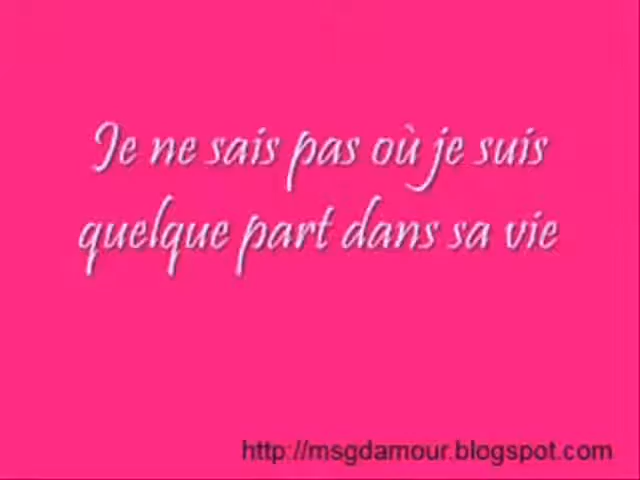 Je ne sais pas où je suis
quelque part dans sa vie
http://msgdamour.blogspot.com